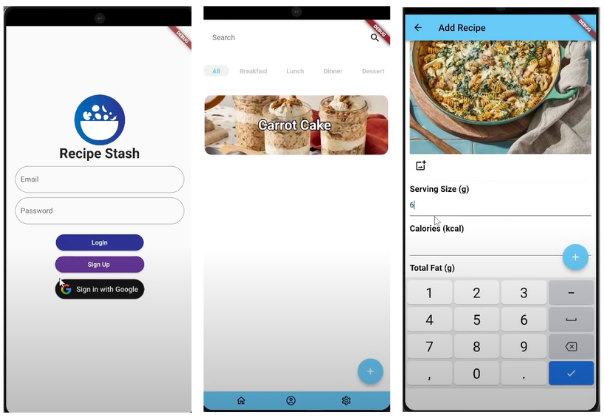 DEBUG
Recipe Stash
Email
Password
Login
Sign Up
Sign in with Google
DEBUG
Search
All Breakfast Lunch Dinner Dessert
Carrot Cake
+
DEBUG
Add Recipe
Serving Size (g)
6
Calories (kcal)
+
Total Fat (g)
1 2 3 -
4 5 6
7 8 9
, 0 .